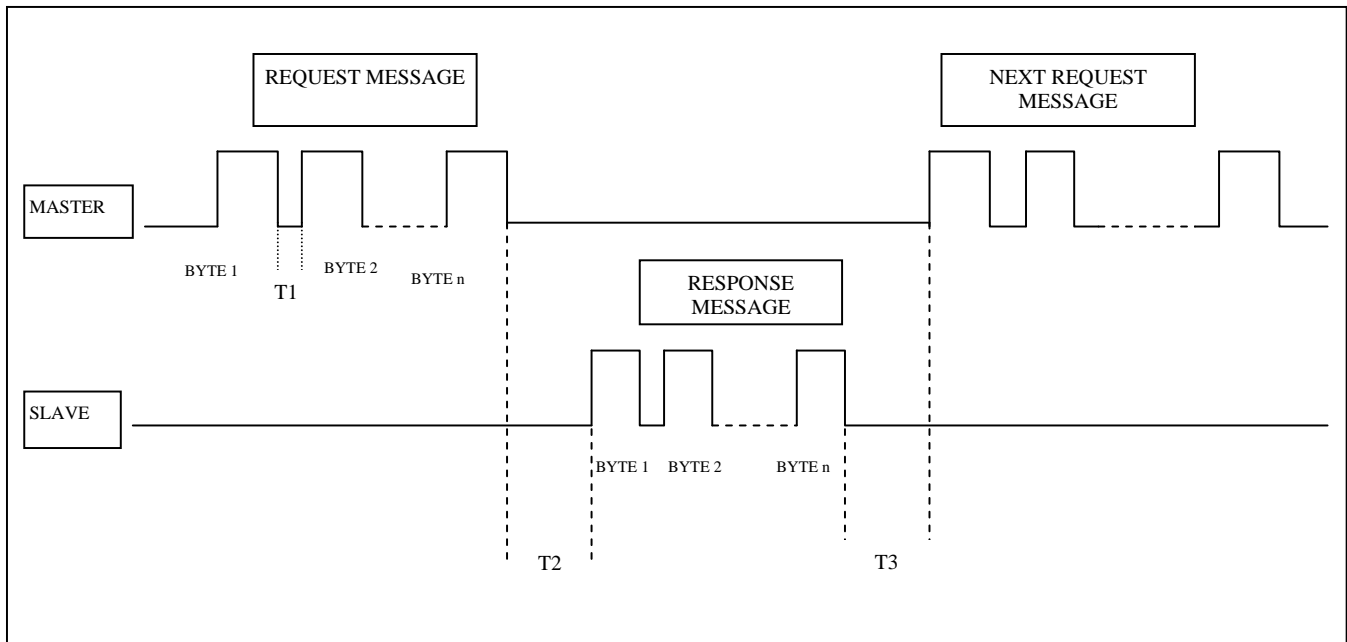 REQUEST MESSAGE
NEXT REQUEST
MESSAGE
MASTER
BYTE 1
T1
BYTE 2
BYTE n
RESPONSE
MESSAGE
SLAVE
BYTE 1
BYTE 2
BYTE n
T2
T3